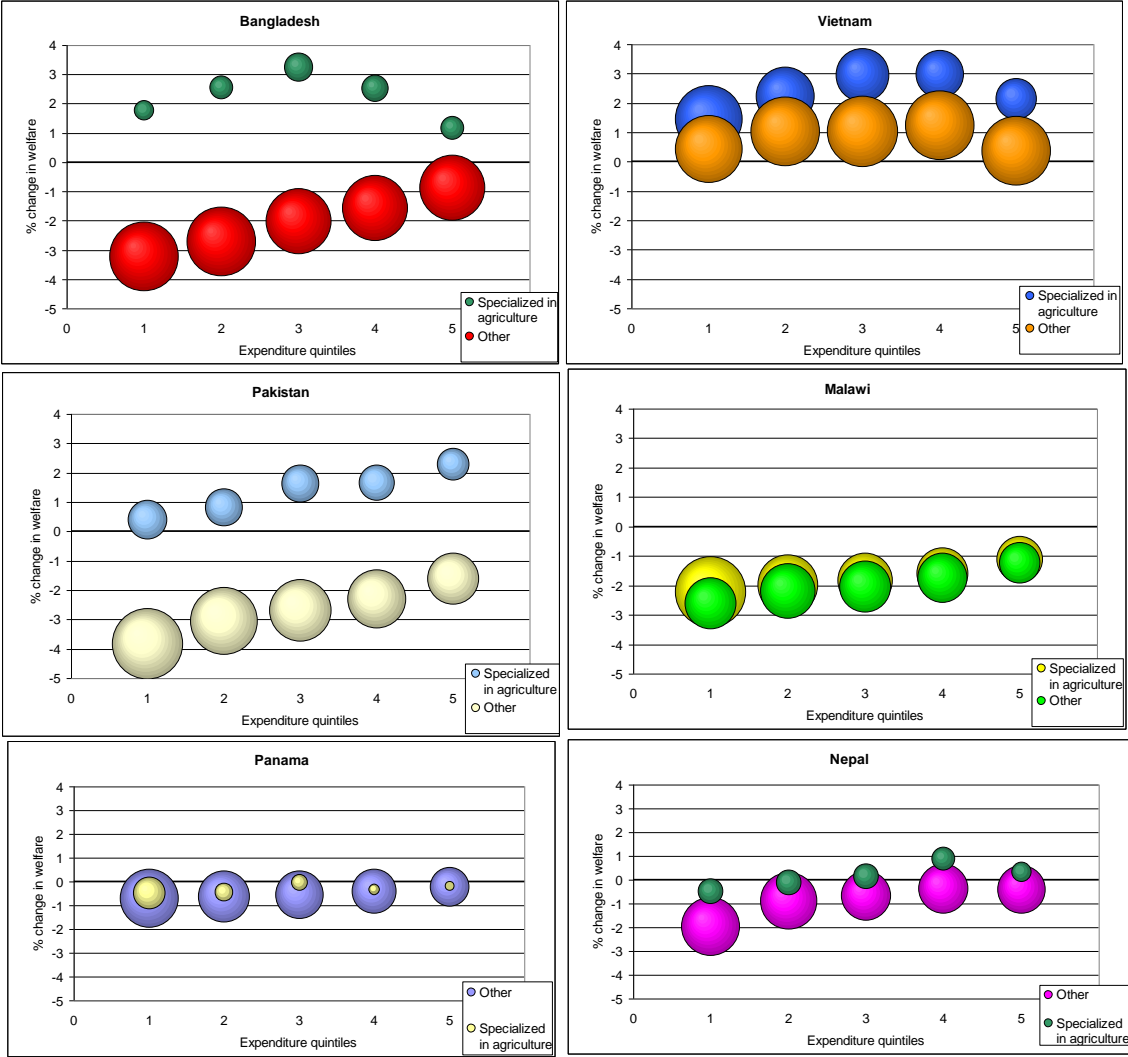 Bangladesh
4
3
2
1
0
-1
-2
-3
-4
-5
% change in welfare
0 1 2 3 4 5
Expenditure quintiles
Specialized in
agriculture
Other
Vietnam
4
3
2
1
0
-1
-2
-3
-4
-5
% change in welfare
0 1 2 3 4 5
Expenditure quintiles
Specialized in
agriculture
Other
Pakistan
4
3
2
1
0
-1
-2
-3
-4
-5
% change in welfare
0 1 2 3 4 5
Expenditure quintiles
Specialized
in agriculture
Other
Malawi
4
3
2
1
0
-1
-2
-3
-4
-5
% change in welfare
0 1 2 3 4 5
Expenditure quintiles
Specialized
in agriculture
Other
Panama
4
3
2
1
0
-1
-2
-3
-4
-5
% change in welfare
0 1 2 3 4 5
Expenditure quintiles
Other
Specialized
in agriculture
Nepal
4
3
2
1
0
-1
-2
-3
-4
-5
% change in welfare
0 1 2 3 4 5
Expenditure quintiles
Other
Specialized
in agriculture